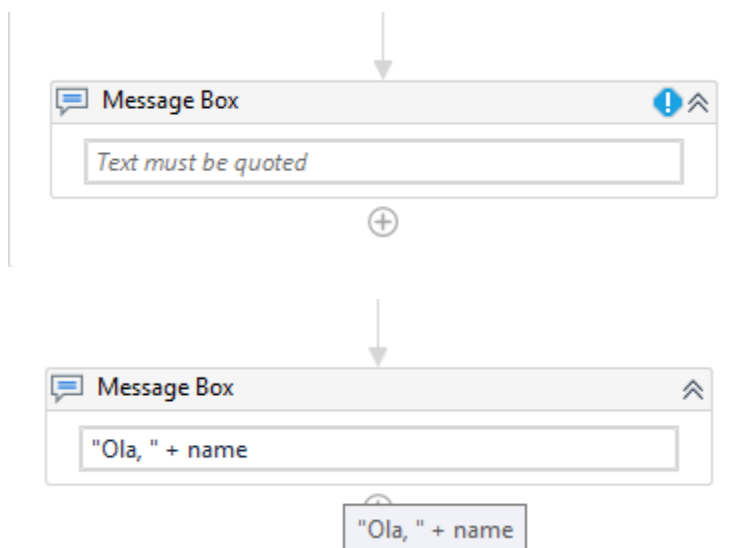 Message Box
Text must be quoted
Message Box
"Ola, " + name
"Ola, " + name